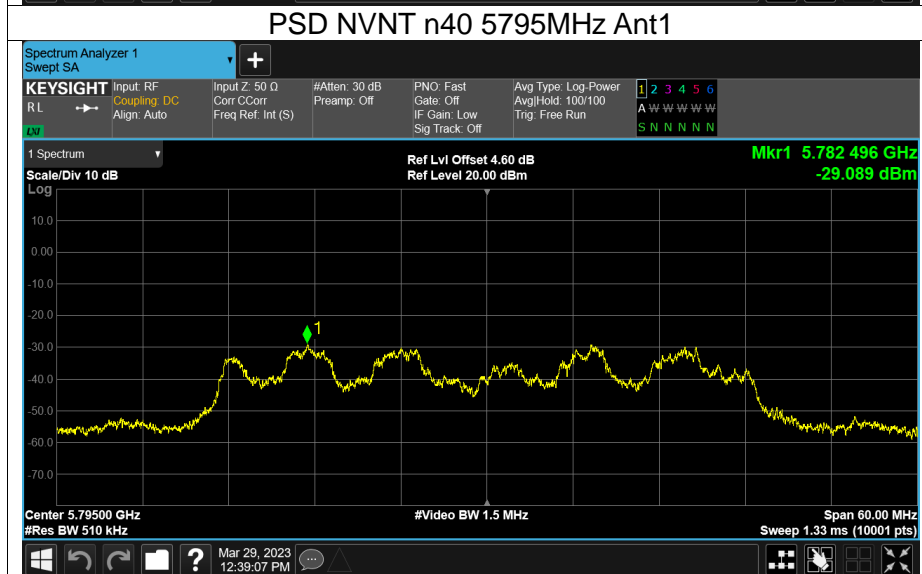 PSD NVNT n40 5795MHz Ant1
Spectrum Analyzer 1
Swept SA
+
KEYSIGHT
R L
LXI
Input: RF
Coupling: DC
Align: Auto
Input Z: 50 Ω
Corr CCorr
Freq Ref: Int (S)
#Atten: 30 dB
Preamp: Off
PNO: Fast
Gate: Off
IF Gain: Low
Sig Track: Off
Avg Type: Log-Power
Avg|Hold: 100/100
Trig: Free Run
1 2 3 4 5 6
A W W W W W
S N N N N N
1 Spectrum
Scale/Div 10 dB
Log
Ref Lvl Offset 4.60 dB
Ref Level 20.00 dBm
Mkr1 5.782 496 GHz
-29.089 dBm
10.0
0.00
-10.0
-20.0
-30.0
-40.0
-50.0
-60.0
-70.0
1
Center 5.79500 GHz
#Res BW 510 kHz
#Video BW 1.5 MHz
Span 60.00 MHz
Sweep 1.33 ms (10001 pts)
?
Mar 29, 2023
12:39:07 PM